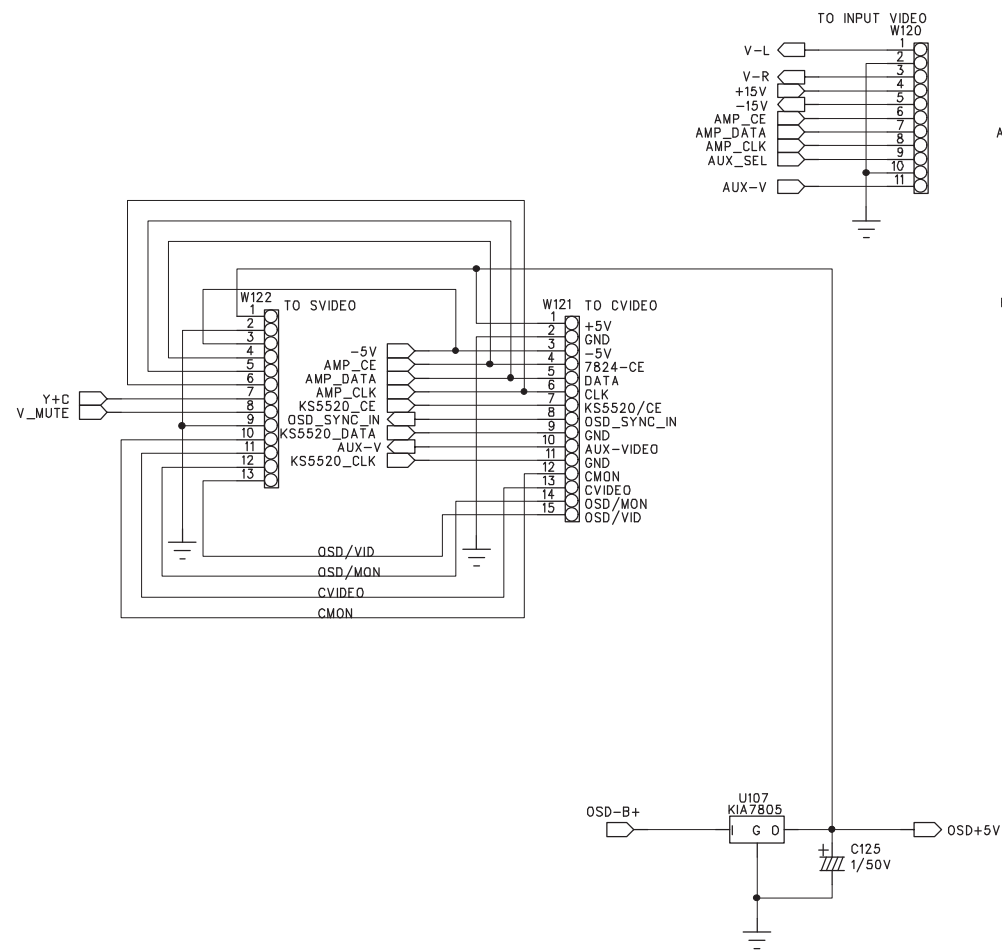 TO INPUT VIDEO
W120
V-L
1
2
V-R
3
+15V
4
-15V
5
AMP_CE
6
AMP_DATA
7
AMP_CLK
8
AUX_SEL
9
10
AUX-V
11
A
W122
TO SVIDEO
1
2
3
4
5
6
7
8
9
10
11
12
13
Y+C
V_MUTE
-5V
AMP_CE
AMP_DATA
AMP_CLK
KS5520_CE
OSD_SYNC_IN
KS5520_DATA
AUX-V
KS5520_CLK
W121
TO CVIDEO
1
+5V
2
GND
3
-5V
4
7824-CE
5
DATA
6
CLK
7
KS5520/CE
8
OSD_SYNC_IN
9
GND
10
AUX-VIDEO
11
GND
12
CMON
13
CVIDEO
14
OSD/MON
15
OSD/VID
OSD/VID
OSD/MON
CVIDEO
CMON
U107
KIA7805
OSD-B+
I G O
OSD+5V
+
C125
1/50V